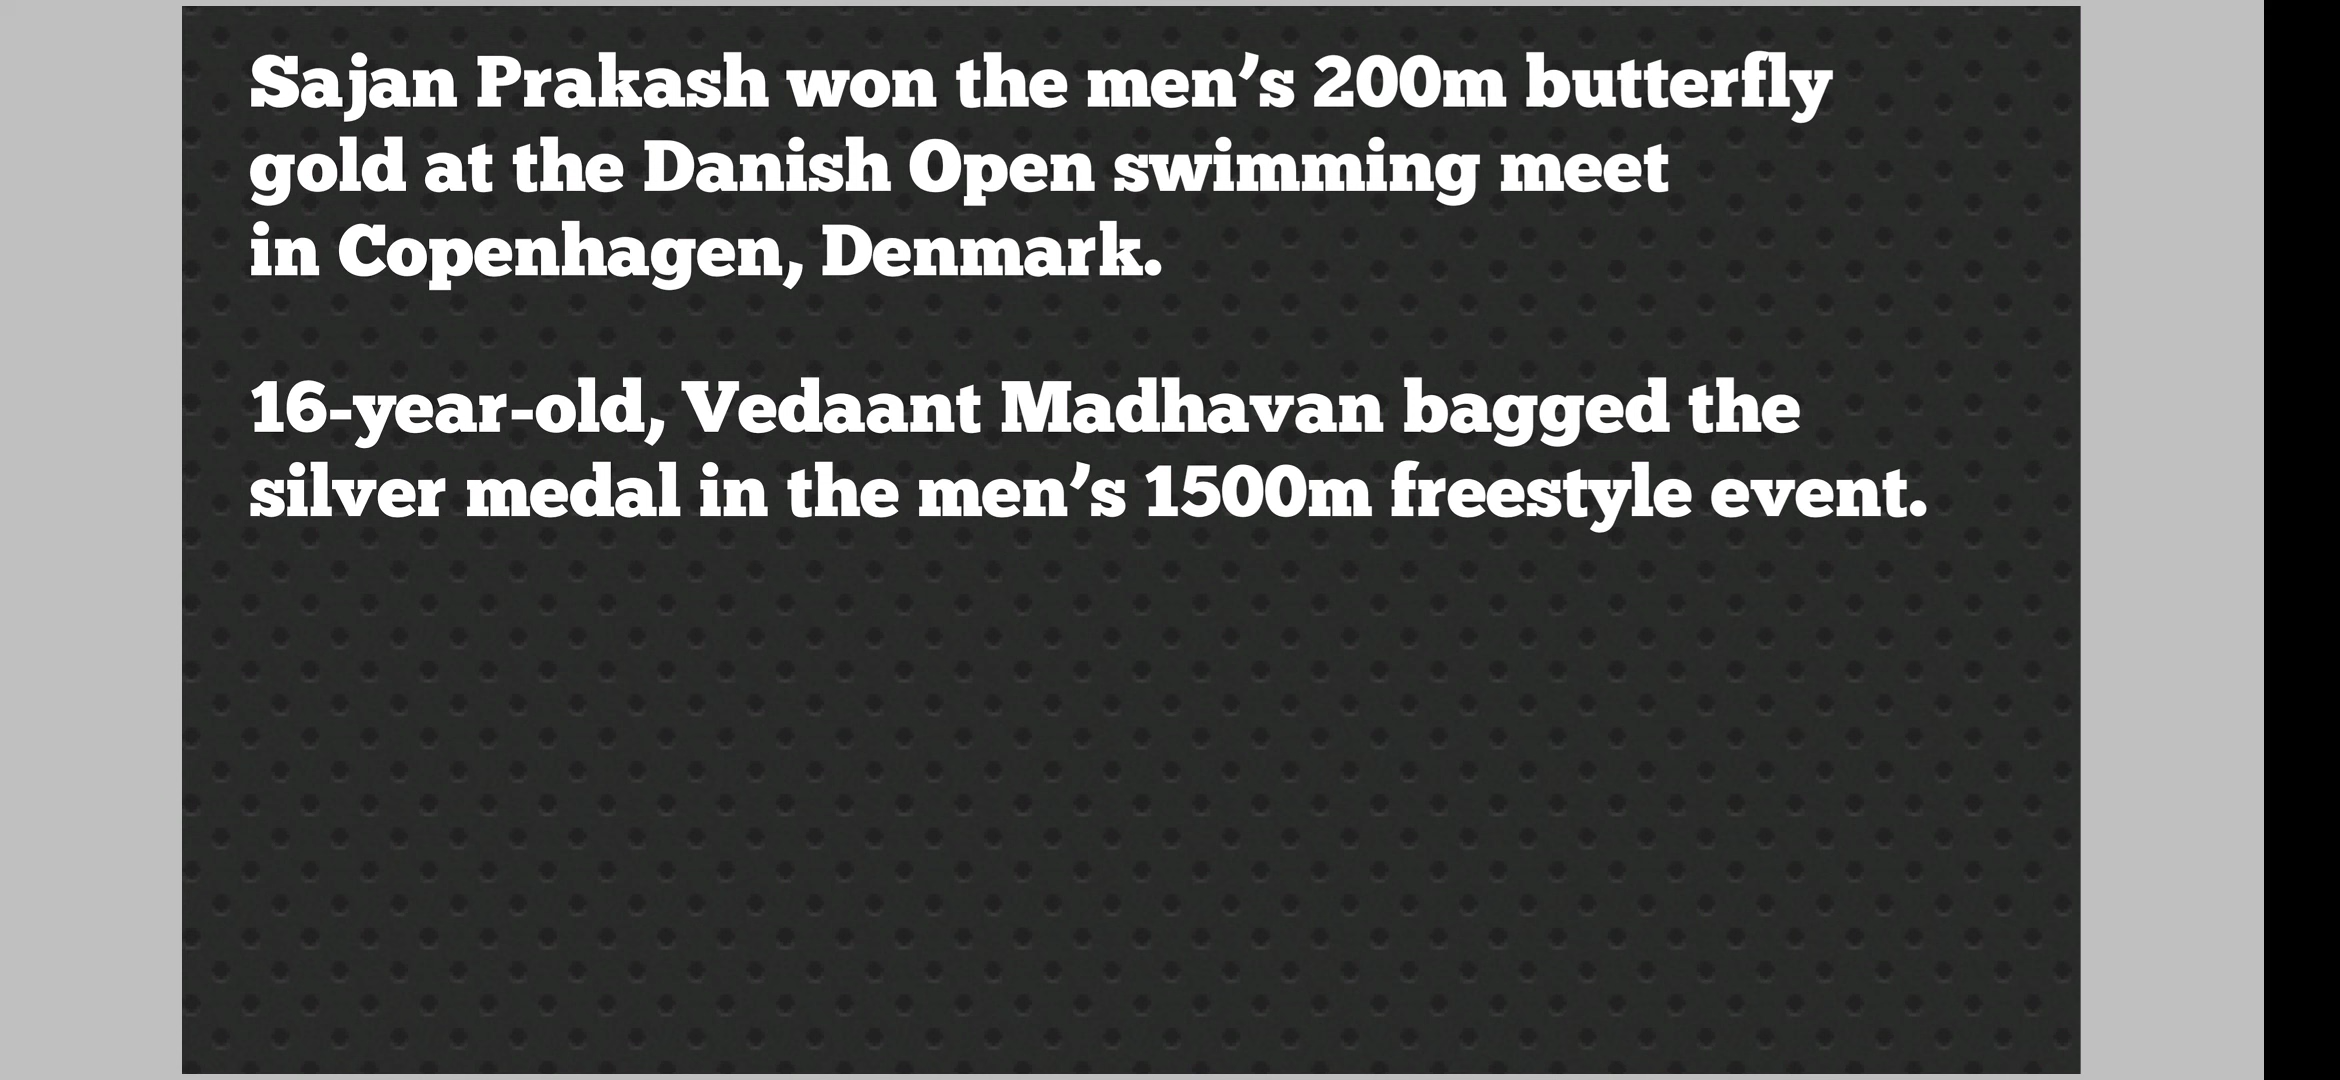 Sajan Prakash won the men’s 200m butterfly
gold at the Danish Open swimming meet
in Copenhagen, Denmark.
16-year-old, Vedaant Madhavan bagged the
silver medal in the men’s 1500m freestyle event.